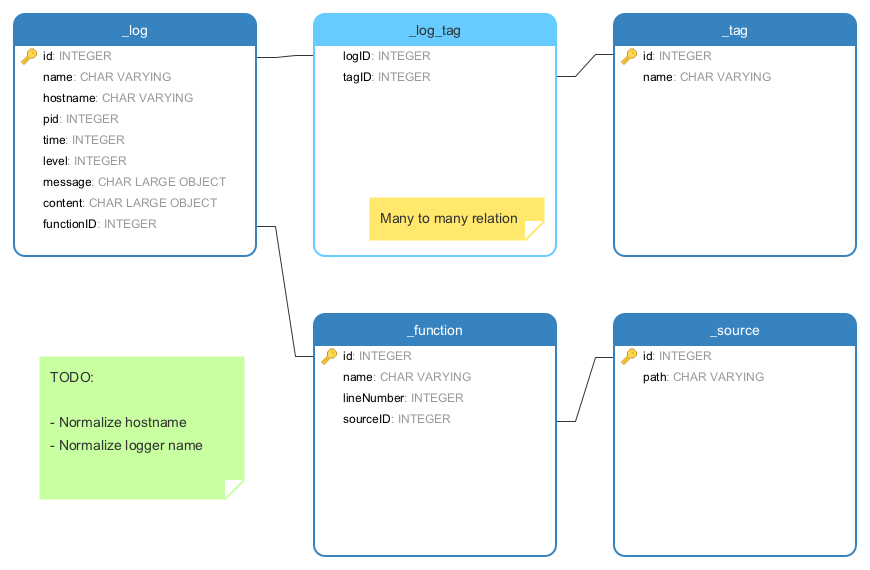 _log
id: INTEGER
name: CHAR VARYING
hostname: CHAR VARYING
pid: INTEGER
time: INTEGER
level: INTEGER
message: CHAR LARGE OBJECT
content: CHAR LARGE OBJECT
functionID: INTEGER
_log_tag
logID: INTEGER
tagID: INTEGER
Many to many relation
_tag
id: INTEGER
name: CHAR VARYING
TODO:
- Normalize hostname
- Normalize logger name
_function
id: INTEGER
name: CHAR VARYING
lineNumber: INTEGER
sourceID: INTEGER
_source
id: INTEGER
path: CHAR VARYING